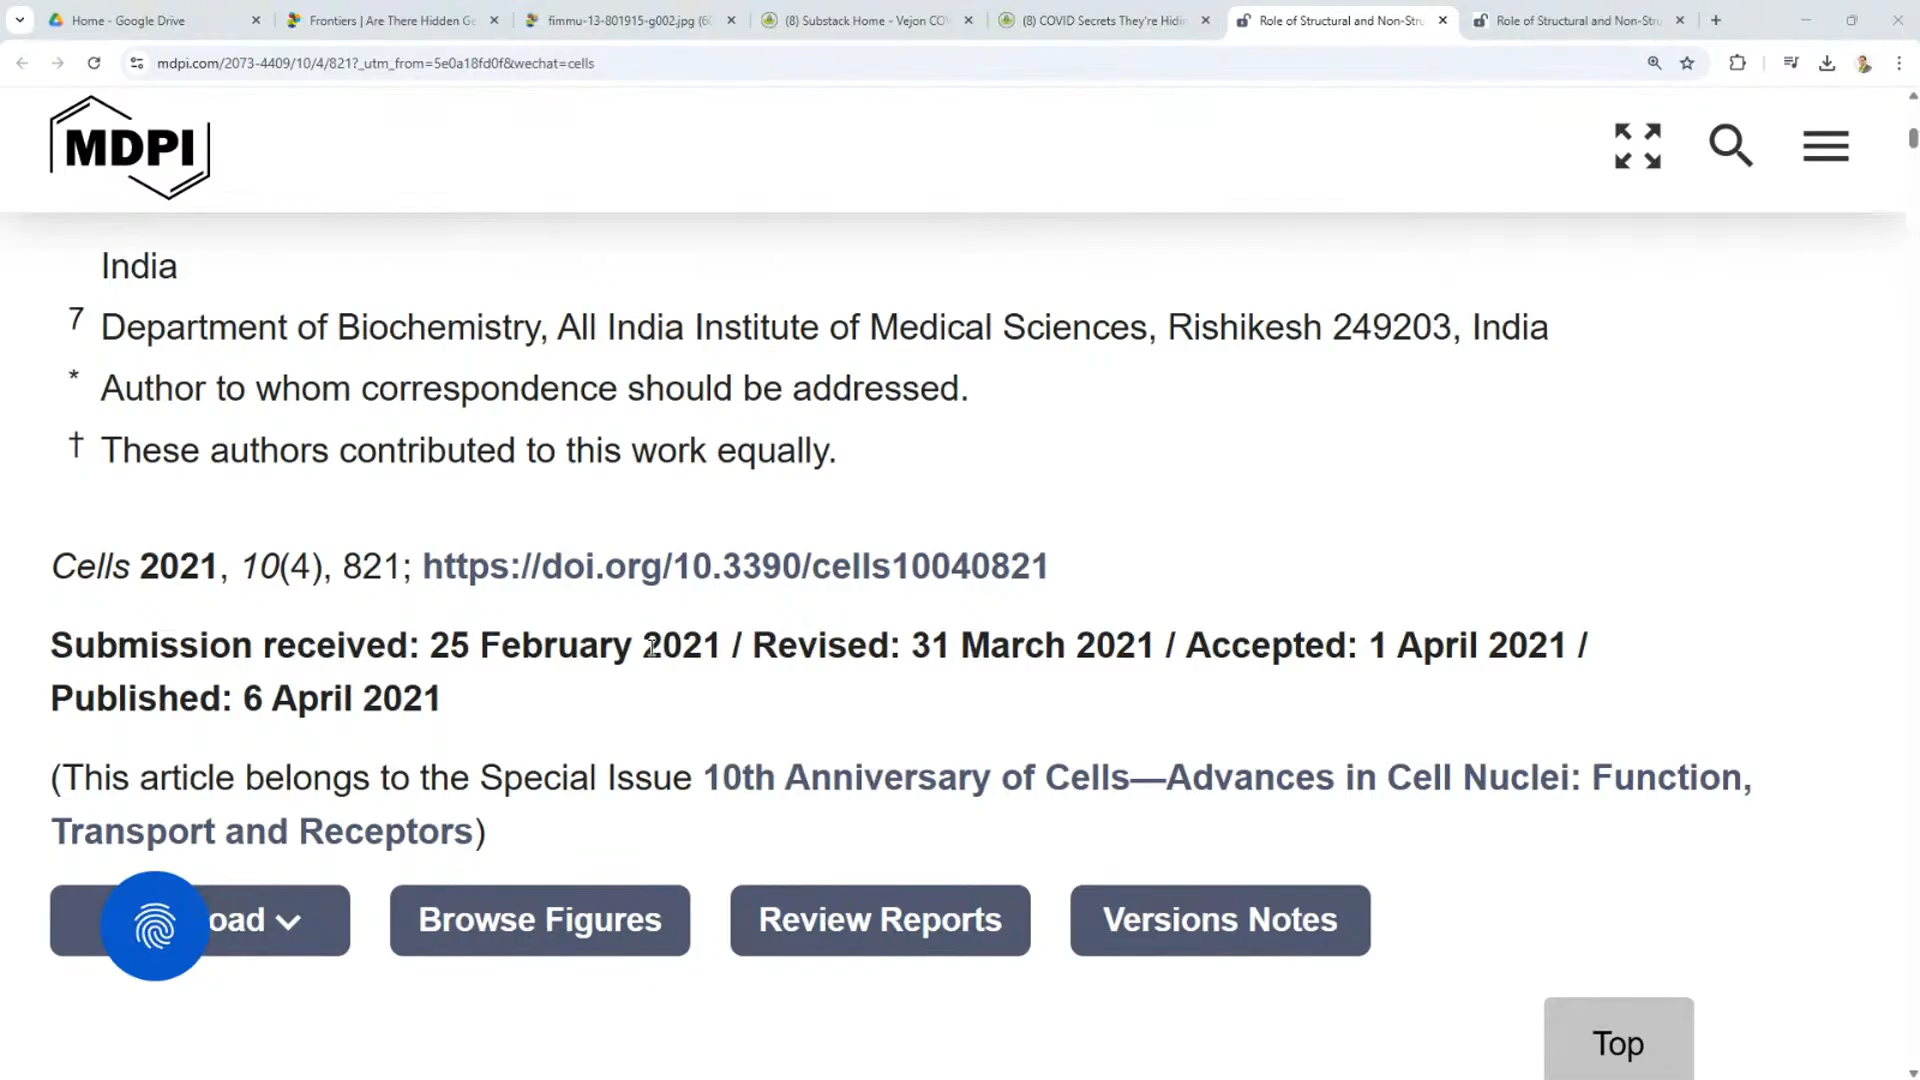 Home - Google Drive
Frontiers | Are There Hidden Ge
fimmu-13-801915-g002.jpg (60
(8) Substack Home - Vejon COV
(8) COVID Secrets They're Hidin
Role of Structural and Non-Stru
Role of Structural and Non-Stru
mdpi.com/2073-4409/10/4/821?_utm_from=5e0a18fd0f&wechat=cells
MDPI
India
7 Department of Biochemistry, All India Institute of Medical Sciences, Rishikesh 249203, India
* Author to whom correspondence should be addressed.
† These authors contributed to this work equally.
Cells 2021, 10(4), 821; https://doi.org/10.3390/cells10040821
Submission received: 25 February 2021 / Revised: 31 March 2021 / Accepted: 1 April 2021 /
Published: 6 April 2021
(This article belongs to the Special Issue 10th Anniversary of Cells—Advances in Cell Nuclei: Function,
Transport and Receptors)
oad
Browse Figures
Review Reports
Versions Notes
Top